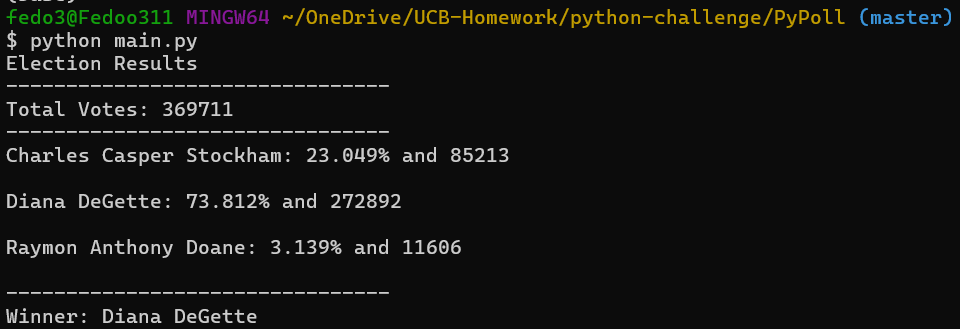 fedo3@Fedoo311 MINGW64 ~/OneDrive/UCB-Homework/python-challenge/PyPoll (master)
$ python main.py
Election Results
--------------------------------
Total Votes: 369711
--------------------------------
Charles Casper Stockham: 23.049% and 85213
Diana DeGette: 73.812% and 272892
Raymon Anthony Doane: 3.139% and 11606
--------------------------------
Winner: Diana DeGette